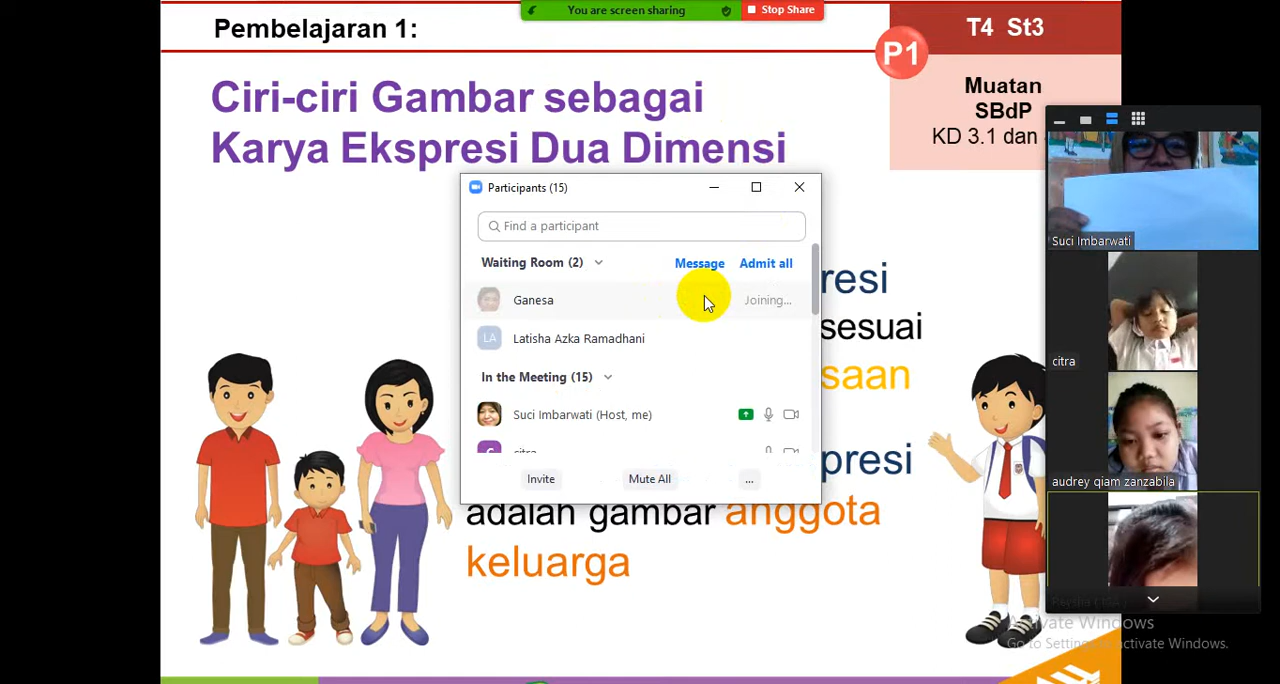 You are screen sharing
Stop Share
Pembelajaran 1:
T4 St3
P1
Ciri-ciri Gambar sebagai
Karya Ekspresi Dua Dimensi
Muatan
SBdP
KD 3.1 dan
Participants (15)
Find a participant
Waiting Room (2)
Message
Admit all
Ganesa
Joining...
LA
Latisha Azka Ramadhani
In the Meeting (15)
Suci Imbarwati (Host, me)
citra
Invite
Mute All
...
resi
sesuai
saan
presi
adalah gambar anggota
keluarga
Suci Imbarwati
citra
audrey qiam zanzabila
Activate Windows
Go to Settings to activate Windows.